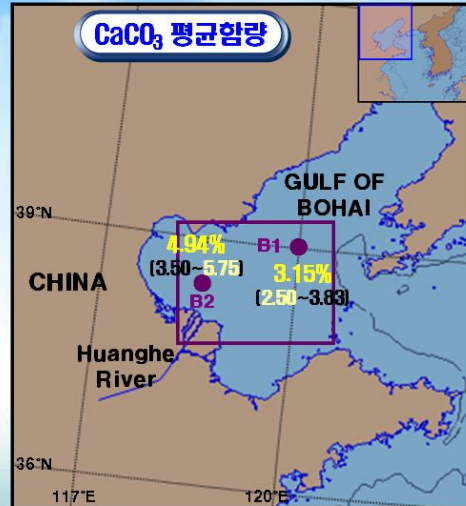 CaCO₃ 평균함량
GULF OF
BOHAI
39°N
4.94%
B1
(3.50~5.75)
3.15%
CHINA
B2
(2.50~3.83)
Huanghe
River
36°N
117°E
120°E